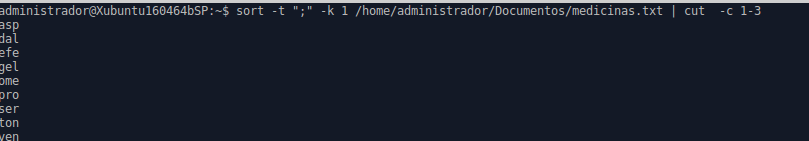 administrador@Xubuntu160464bSP:~$ sort -t ";" -k 1 /home/administrador/Documentos/medicinas.txt | cut  -c 1-3
asp
dal
efe
gel
ome
pro
ser
ton
ven